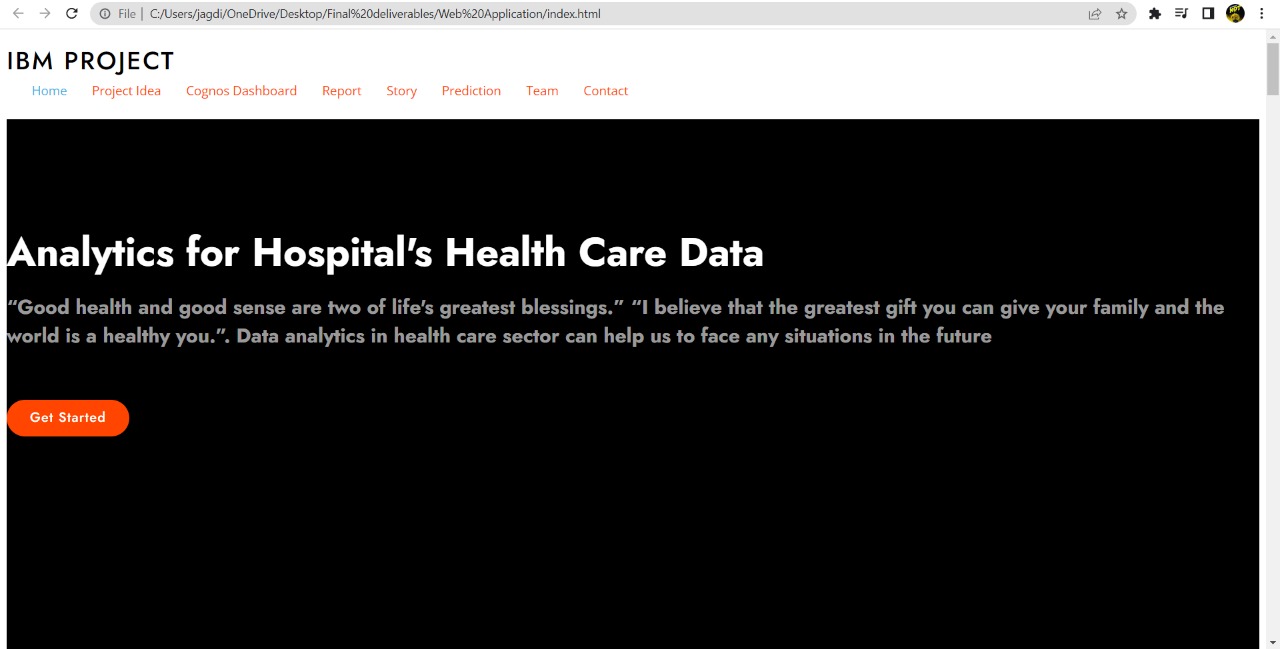 File | C:/Users/jagdi/OneDrive/Desktop/Final%20deliverables/Web%20Application/index.html
IBM PROJECT
Home Project Idea Cognos Dashboard Report Story Prediction Team Contact
Analytics for Hospital's Health Care Data
“Good health and good sense are two of life's greatest blessings.” “I believe that the greatest gift you can give your family and the
world is a healthy you.”. Data analytics in health care sector can help us to face any situations in the future
Get Started